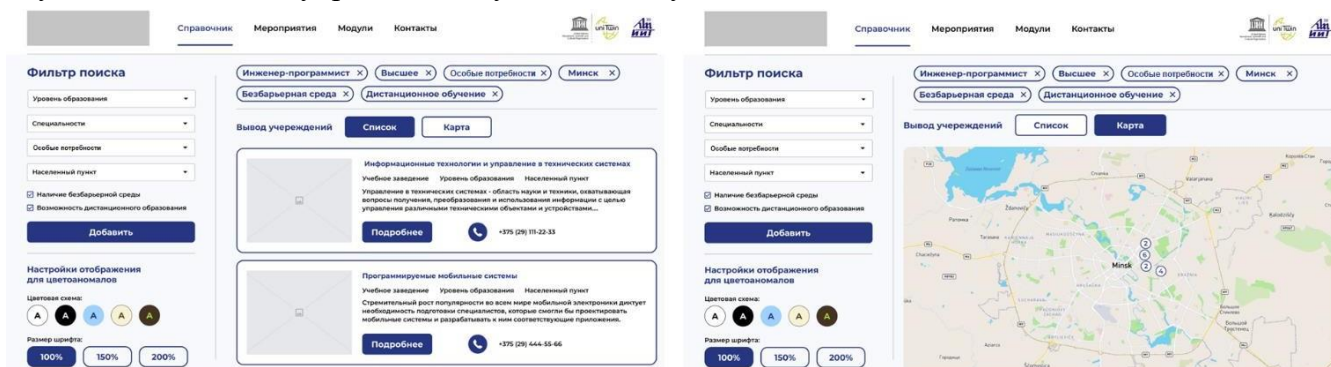 Справочник Мероприятия Модули Контакты
uniTwin
Фильтр поиска
Уровень образования
Специальности
Особые потребности
Населенный пункт
Наличие безбарьерной среды
Возможность дистанционного образования
Добавить
Настройки отображения
для цветоаномалов
Цветовая схема:
А А А А А
Размер шрифта:
100% 150% 200%
Инженер-программист × Высшее × Особые потребности × Минск ×
Безбарьерная среда × Дистанционное обучение ×
Вывод учереждений Список Карта
Информационные технологии и управление в технических системах
Учебное заведение Уровень образования Населенный пункт
Управление в технических системах - область науки и техники, охватывающая
вопросы получения, преобразования и использования информации с целью
управления различными техническими объектами и устройствами,...
Подробнее +375 (29) 111-22-33
Программируемые мобильные системы
Учебное заведение Уровень образования Населенный пункт
Стремительный рост популярности во всем мире мобильной электроники диктует
необходимость подготовки специалистов, которые смогли бы проектировать
мобильные системы и разрабатывать к ним соответствующие приложения.
Подробнее +375 (29) 444-55-66
Справочник Мероприятия Модули Контакты
uniTwin
Фильтр поиска
Уровень образования
Специальности
Особые потребности
Населенный пункт
Наличие безбарьерной среды
Возможность дистанционного образования
Добавить
Настройки отображения
для цветоаномалов
Цветовая схема:
А А А А А
Размер шрифта:
100% 150% 200%
Инженер-программист × Высшее × Особые потребности × Минск ×
Безбарьерная среда × Дистанционное обучение ×
Вывод учереждений Список Карта
2
6
Minsk 2 4